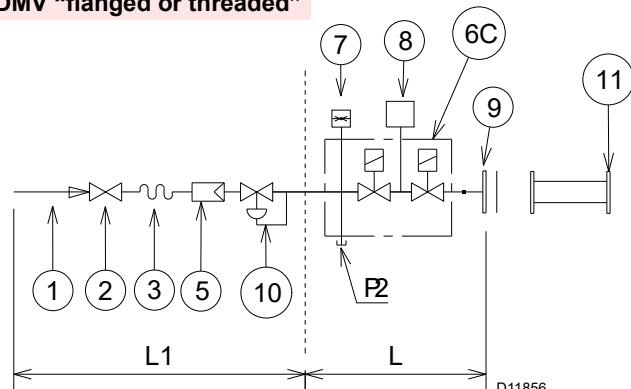 DMV “flanged or threaded”
7
8
6C
9
11
1
2
3
5
10
P2
L1
L
D11856